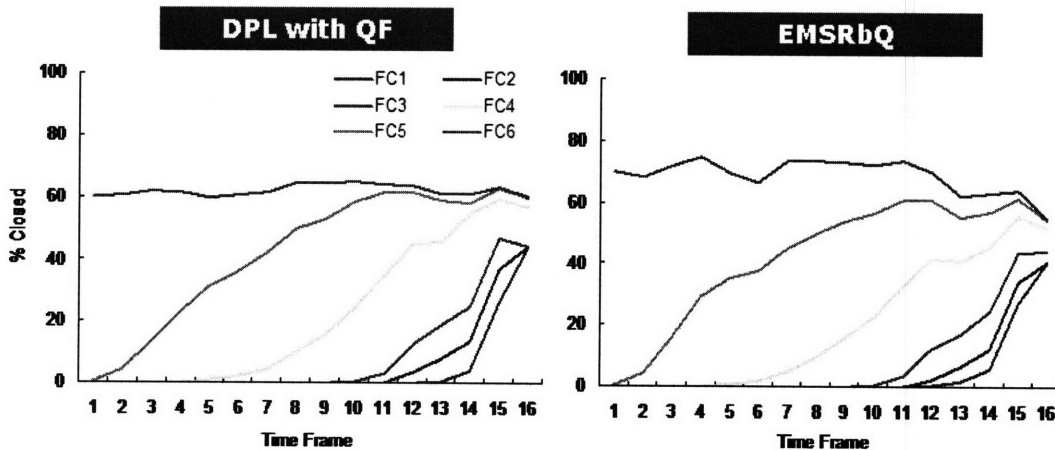 DPL with QF
100
80
60
40
20
0
% Closed
FC1
FC2
FC3
FC4
FC5
FC6
1 2 3 4 5 6 7 8 9 10 11 12 13 14 15 16
Time Frame
EMSRbQ
100
80
60
40
20
0
1 2 3 4 5 6 7 8 9 10 11 12 13 14 15 16
Time Frame